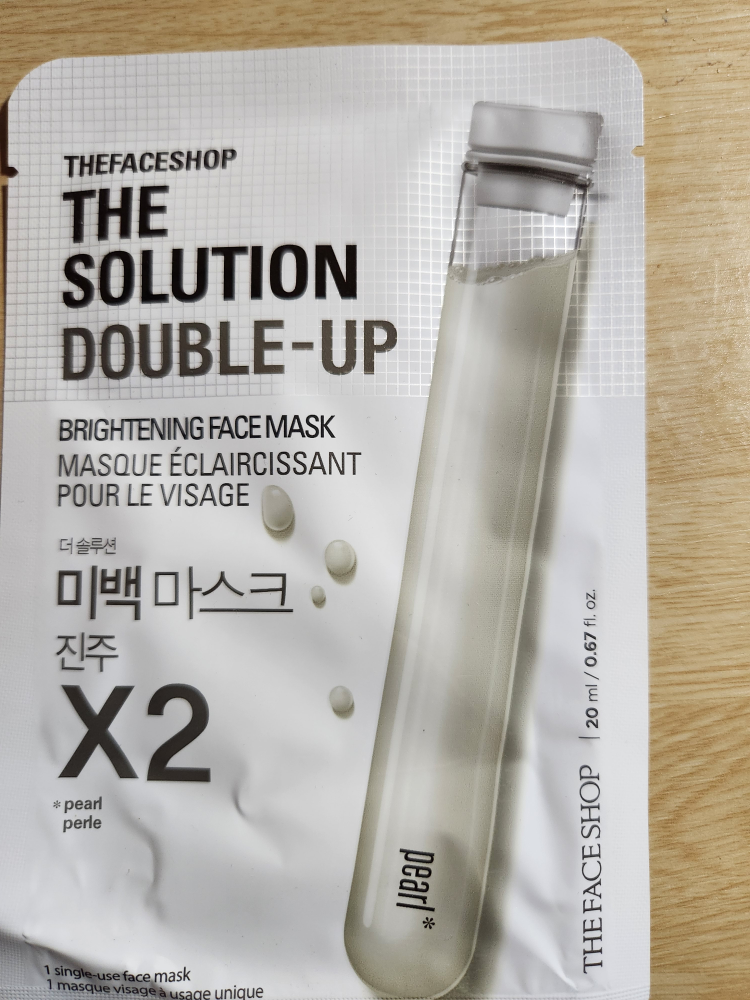 THEFACESHOP
THE
SOLUTION
DOUBLE-UP
BRIGHTENING FACE MASK
MASQUE ÉCLAIRCISSANT
POUR LE VISAGE
더 솔루션
미백 마스크
진주
X2
* pearl
perle
1 single-use face mask
1 masque visage à usage unique
pearl*
THE FACE SHOP | 20 ml / 0.67 fl. oz.